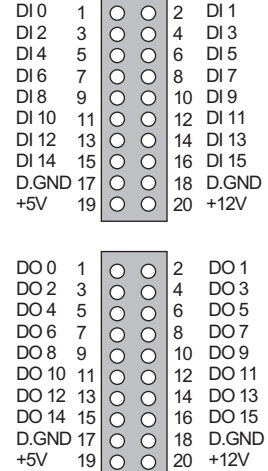 DI 0 1 2 DI 1
DI 2 3 4 DI 3
DI 4 5 6 DI 5
DI 6 7 8 DI 7
DI 8 9 10 DI 9
DI 10 11 12 DI 11
DI 12 13 14 DI 13
DI 14 15 16 DI 15
D.GND 17 18 D.GND
+5V 19 20 +12V
DO 0 1 2 DO 1
DO 2 3 4 DO 3
DO 4 5 6 DO 5
DO 6 7 8 DO 7
DO 8 9 10 DO 9
DO 10 11 12 DO 11
DO 12 13 14 DO 13
DO 14 15 16 DO 15
D.GND 17 18 D.GND
+5V 19 20 +12V